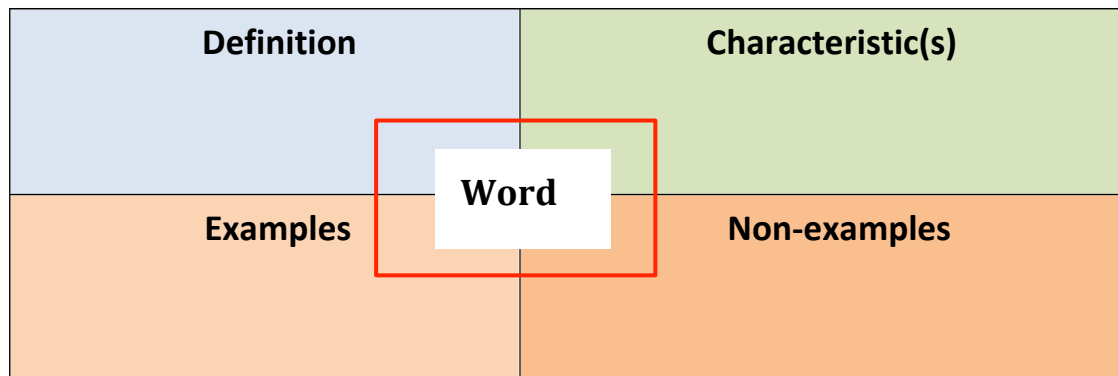 Definition
Characteristic(s)
Word
Examples
Non-examples